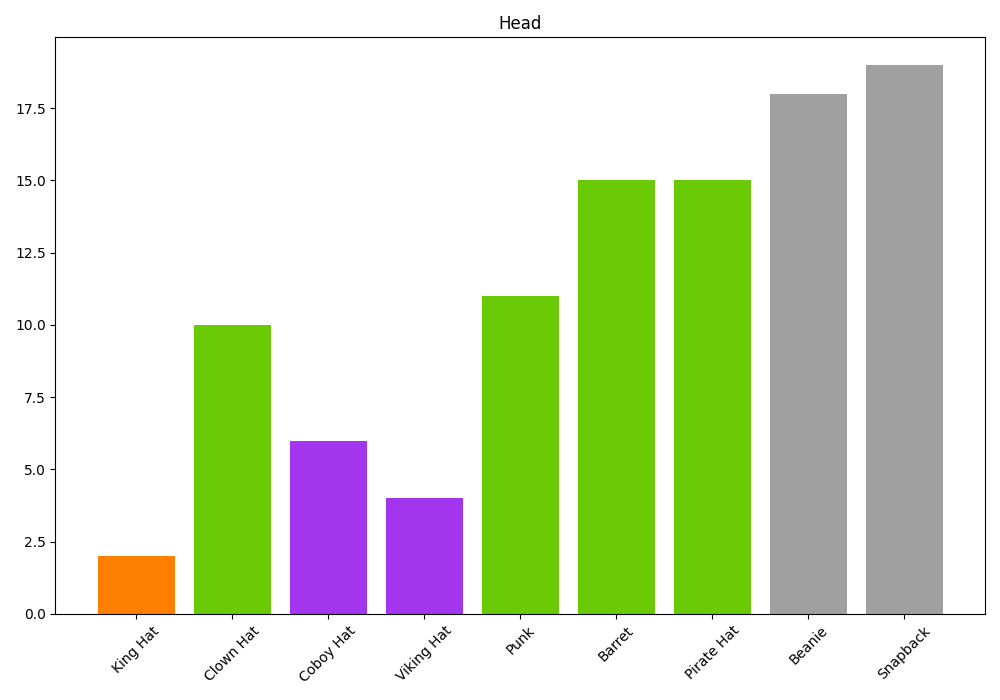 Head
17.5
15.0
12.5
10.0
7.5
5.0
2.5
0.0
King Hat
Clown Hat
Coboy Hat
Viking Hat
Punk
Barret
Pirate Hat
Beanie
Snapback